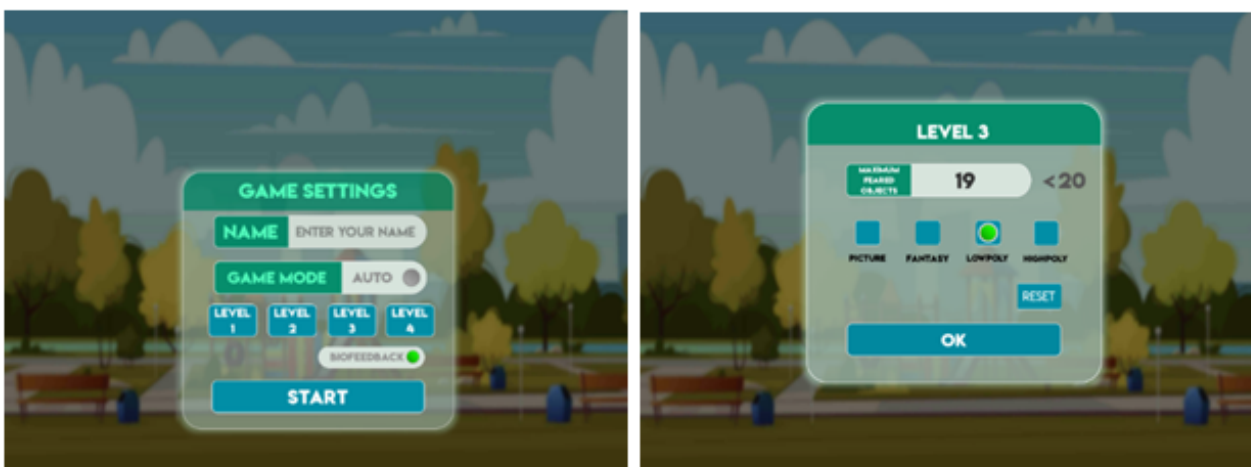 GAME SETTINGS
NAME ENTER YOUR NAME
GAME MODE AUTO
LEVEL 1
LEVEL 2
LEVEL 3
LEVEL 4
BIOFEEDBACK
START
LEVEL 3
MAXIMUM
FEARED
OBJECTS
19 <20
PICTURE FANTASY LOWPOLY HIGHPOLY
RESET
OK